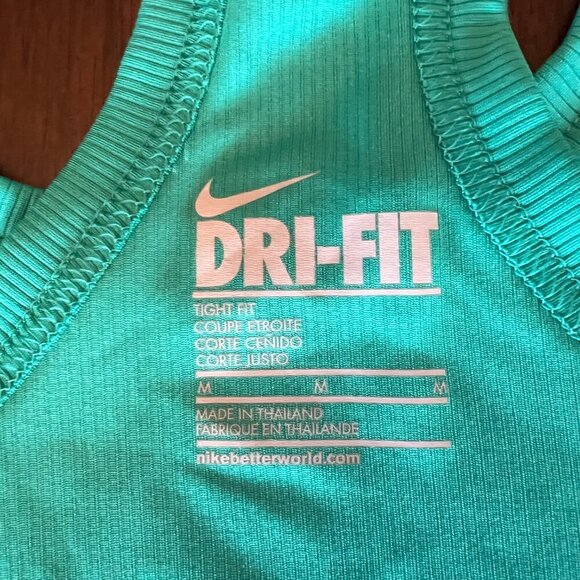 DRI-FIT
TIGHT FIT
COUPE ETROITE
CORTE CEÑIDO
CORTE JUSTO
M M M
MADE IN THAILAND
FABRIQUE EN THAILANDE
nikebetterworld.com